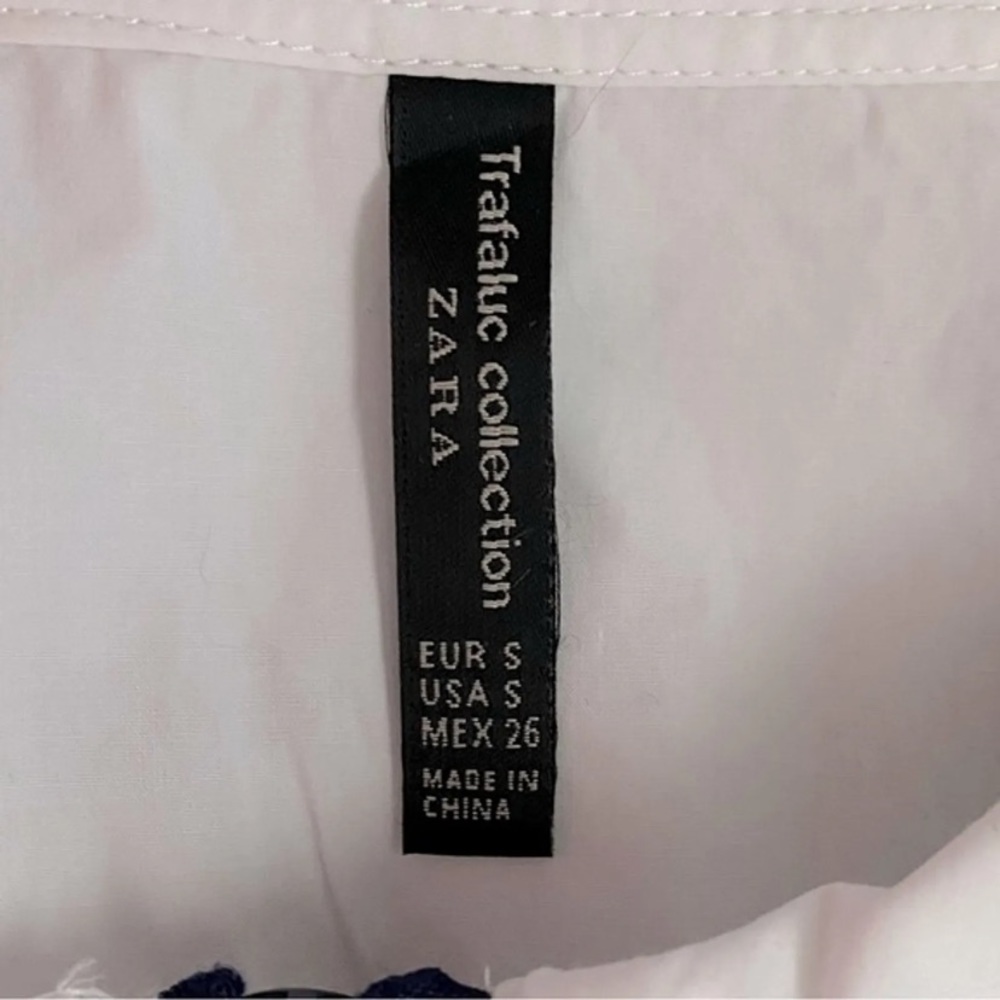 Trafaluc collection
ZARA
EUR S
USA S
MEX 26
MADE IN
CHINA